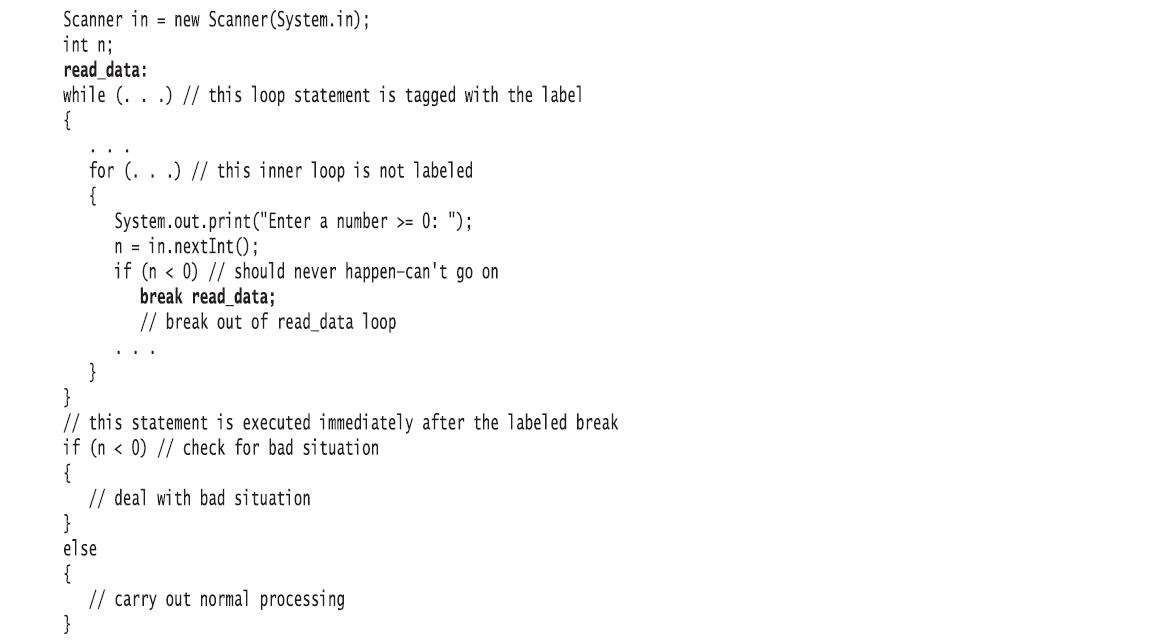 Scanner in = new Scanner(System.in);
int n;
read_data:
while (. . .) // this loop statement is tagged with the label
{
. . .
for (. . .) // this inner loop is not labeled
{
System.out.print("Enter a number >= 0: ");
n = in.nextInt();
if (n < 0) // should never happen—can't go on
break read_data;
// break out of read_data loop
. . .
}
}
// this statement is executed immediately after the labeled break
if (n < 0) // check for bad situation
{
// deal with bad situation
}
else
{
// carry out normal processing
}